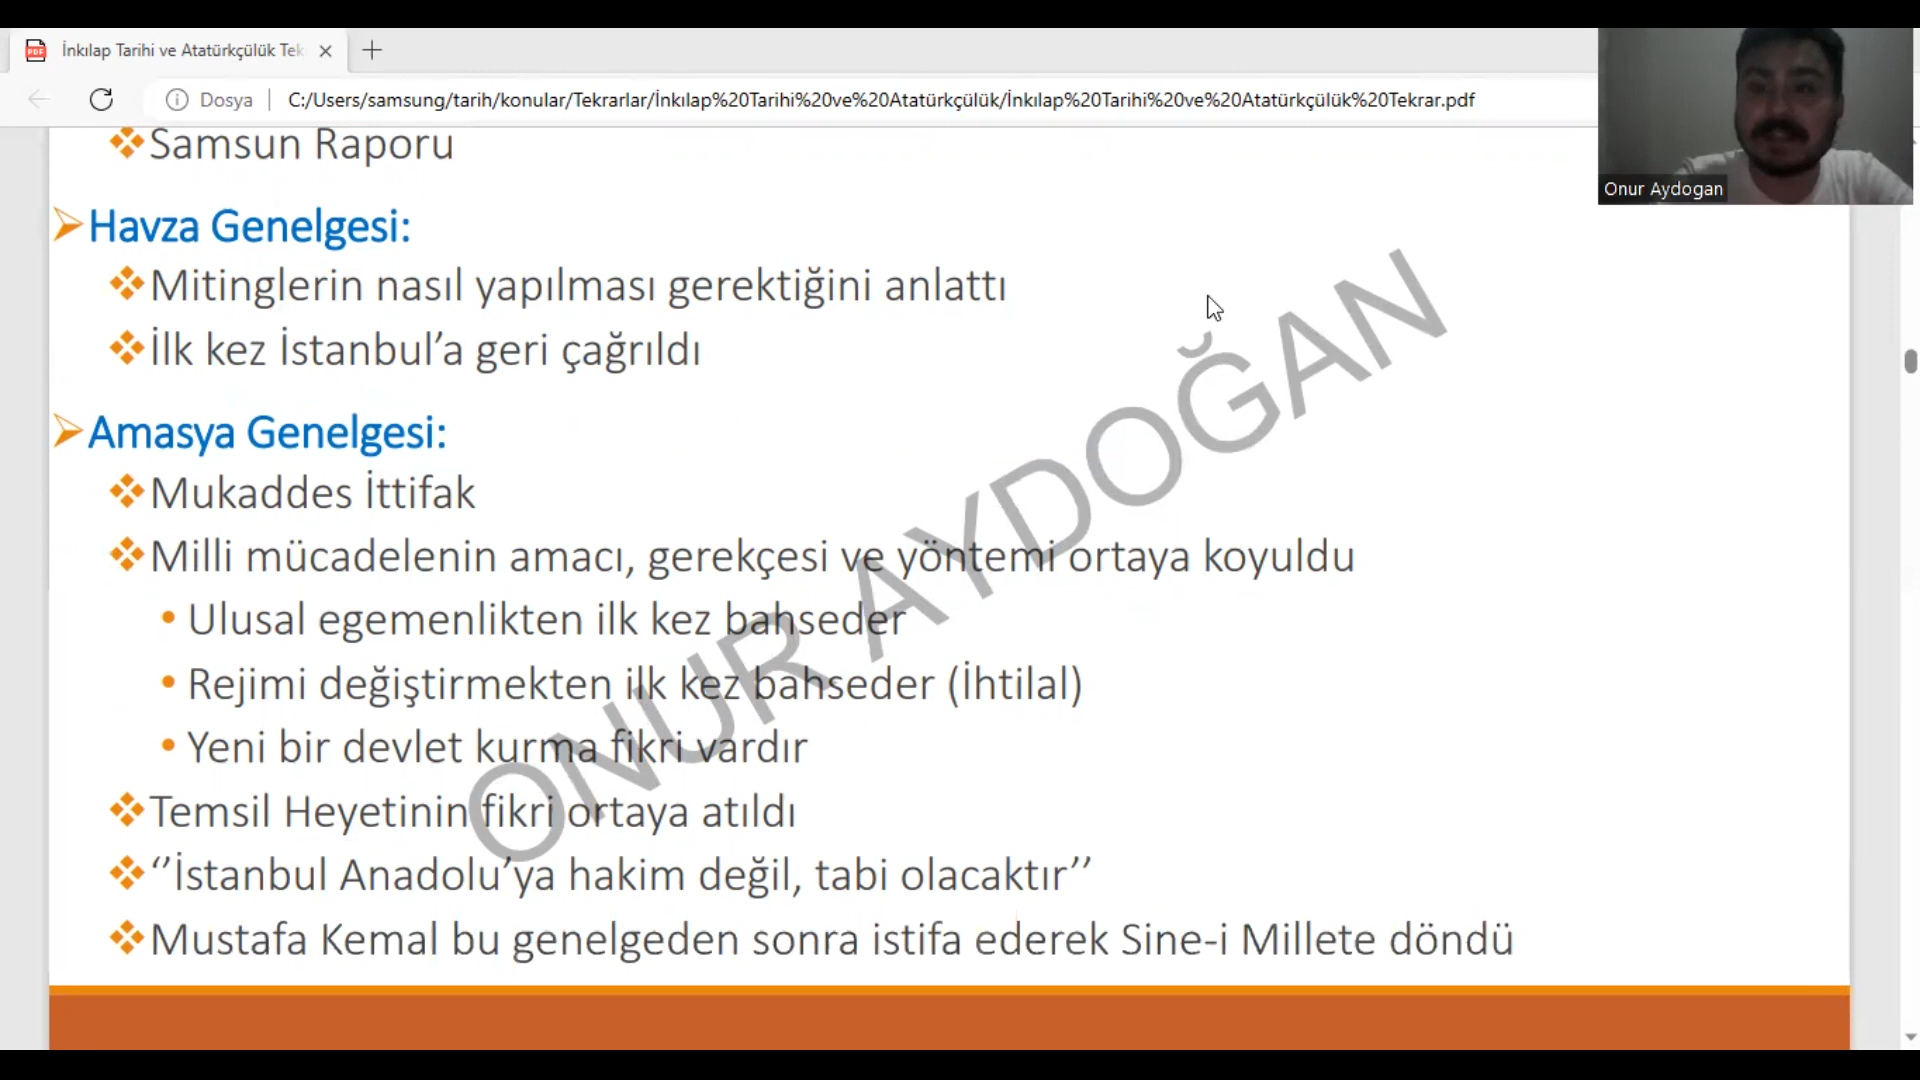 İnkılap Tarihi ve Atatürkçülük Tek
Dosya
C:/Users/samsung/tarih/konular/Tekrarlar/İnkılap%20Tarihi%20ve%20Atatürkçülük/İnkılap%20Tarihi%20ve%20Atatürkçülük%20Tekrar.pdf
Onur Aydogan
Samsun Raporu
Havza Genelgesi:
Mitinglerin nasıl yapılması gerektiğini anlattı
İlk kez İstanbul’a geri çağrıldı
Amasya Genelgesi:
Mukaddes İttifak
Milli mücadelenin amacı, gerekçesi ve yöntemi ortaya koyuldu
• Ulusal egemenlikten ilk kez bahseder
• Rejimi değiştirmekten ilk kez bahseder (İhtilal)
• Yeni bir devlet kurma fikri vardır
Temsil Heyetinin fikri ortaya atıldı
‘’İstanbul Anadolu’ya hakim değil, tabi olacaktır’’
Mustafa Kemal bu genelgeden sonra istifa ederek Sine-i Millete döndü
ONUR AYDOĞAN